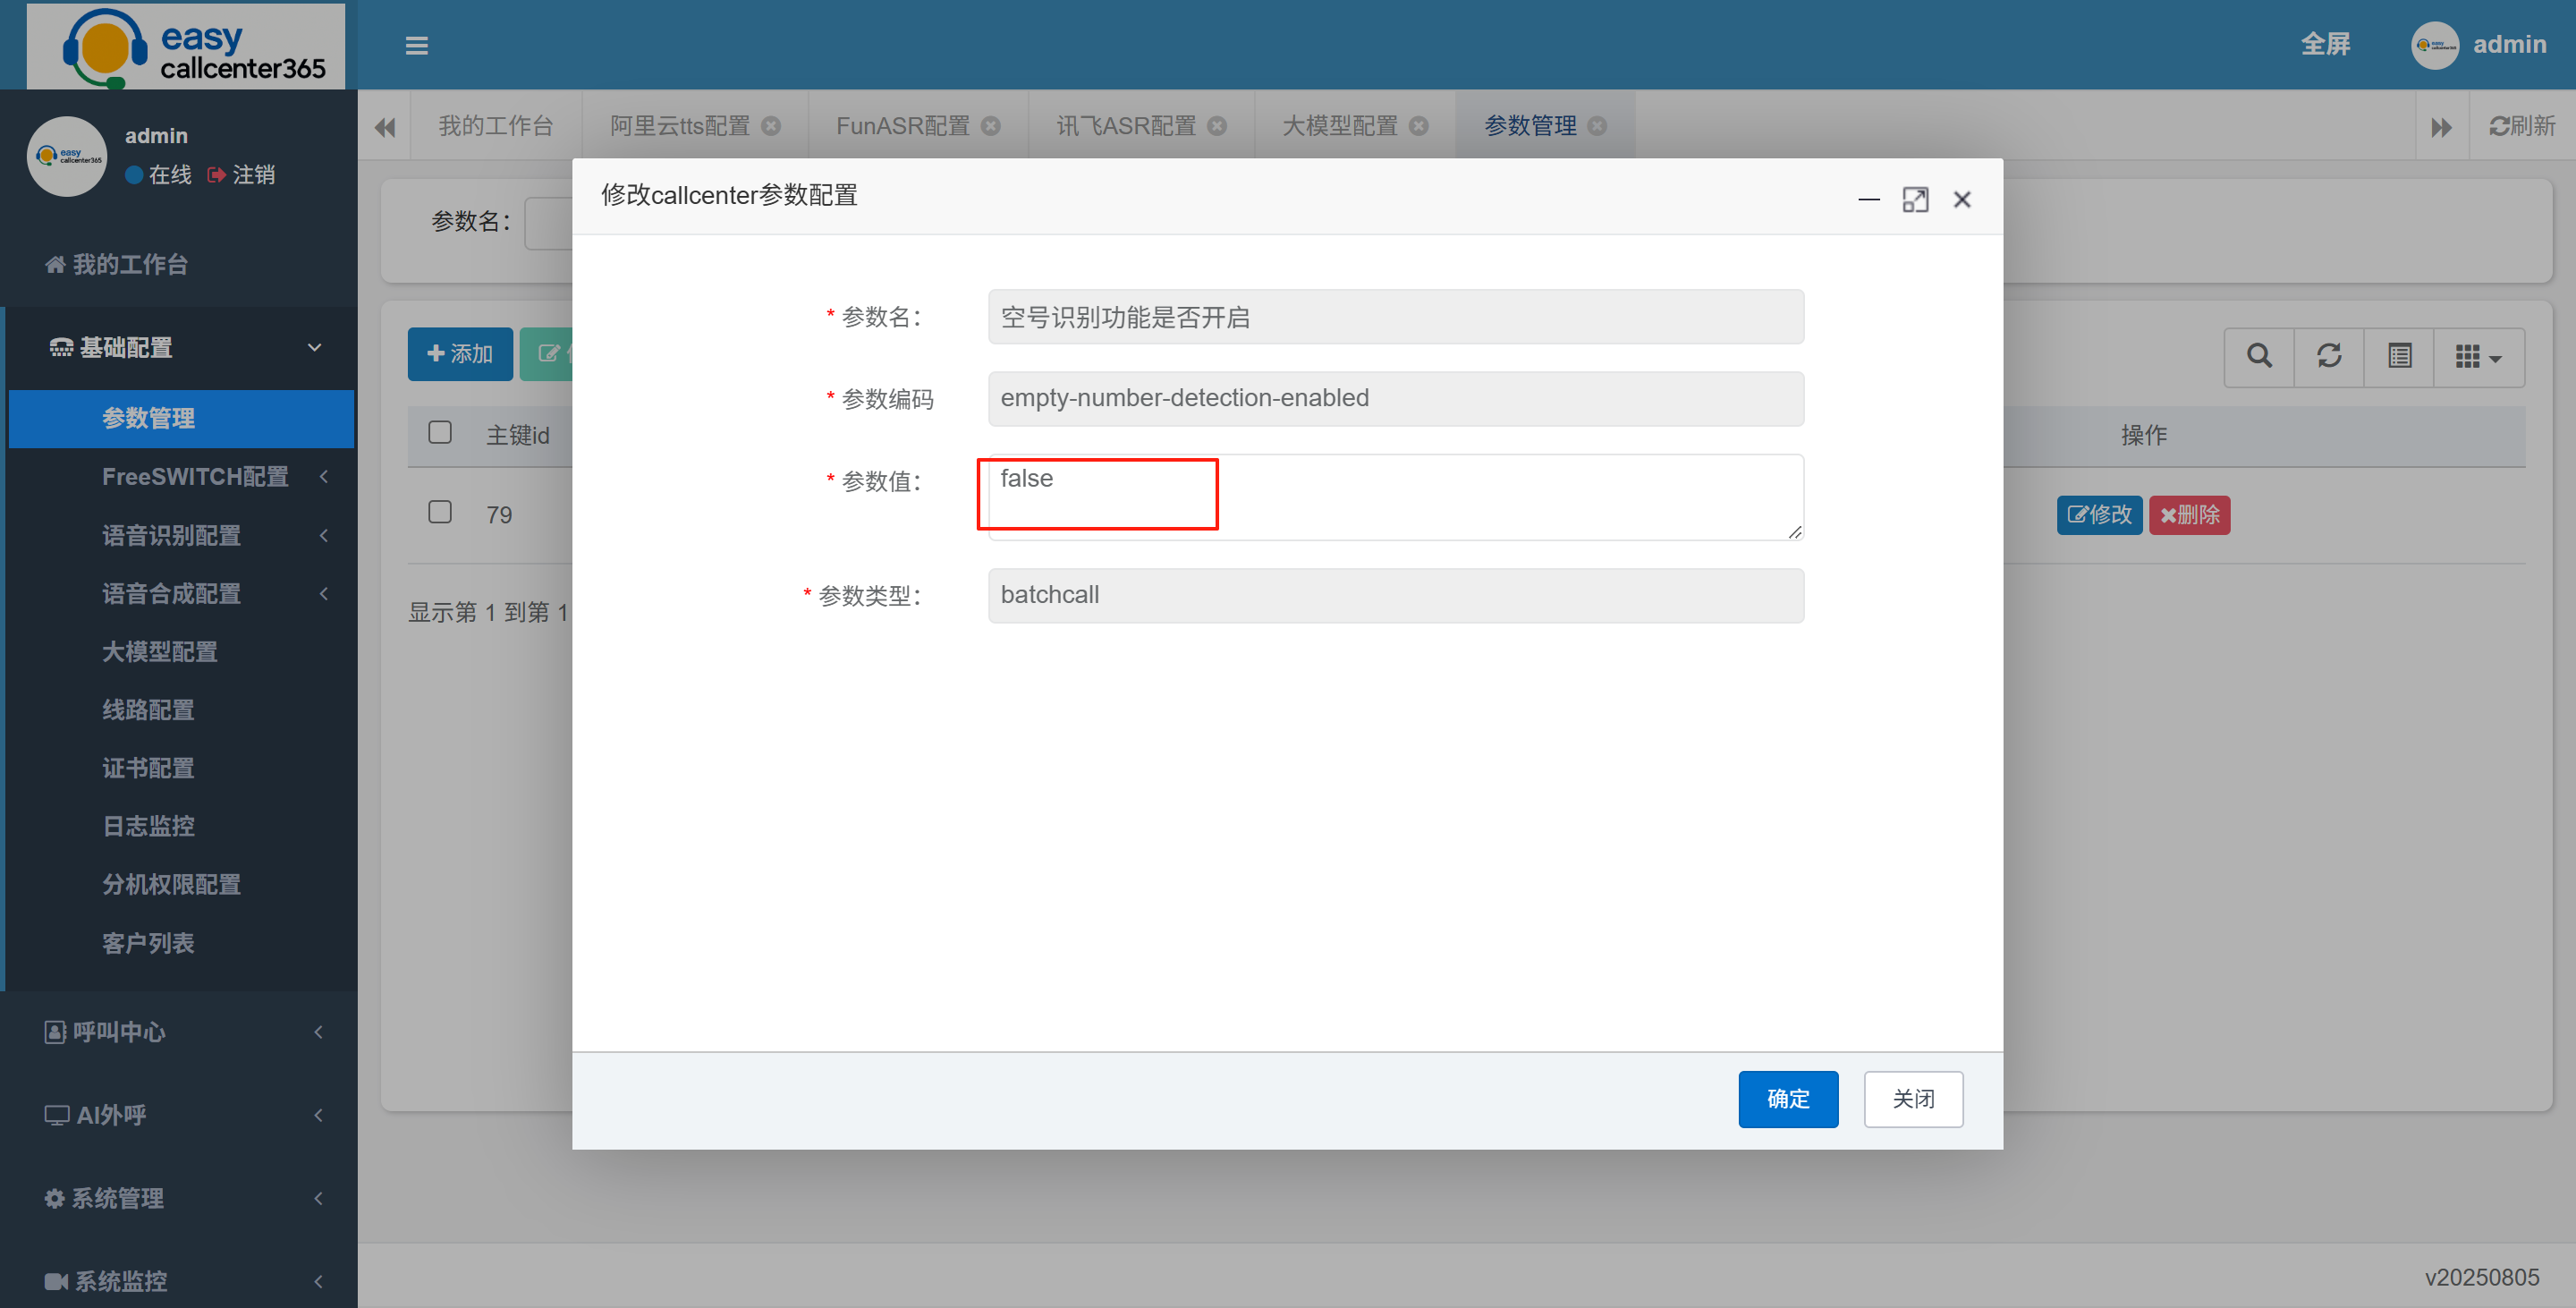 easy
callcenter365
全屏
admin
easy
callcenter365
admin
在线
注销
我的工作台
阿里云tts配置
FunASR配置
讯飞ASR配置
大模型配置
参数管理
刷新
我的工作台
基础配置
参数管理
FreeSWITCH配置
语音识别配置
语音合成配置
大模型配置
线路配置
证书配置
日志监控
分机权限配置
客户列表
呼叫中心
AI外呼
系统管理
系统监控
参数名：
添加
主键id
操作
79
修改
删除
显示第 1 到第 1
修改callcenter参数配置
* 参数名：
空号识别功能是否开启
* 参数编码
empty-number-detection-enabled
* 参数值：
false
* 参数类型：
batchcall
确定
关闭
v20250805